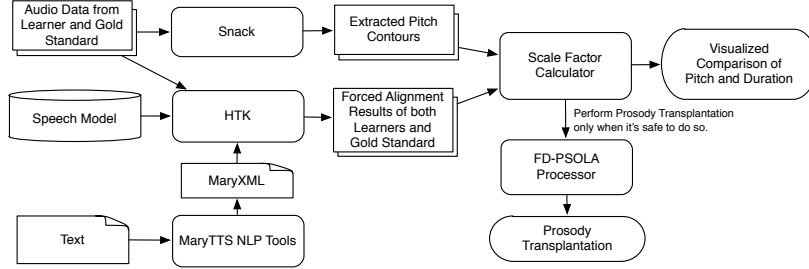 Audio Data from
Learner and Gold
Standard
Snack
Extracted Pitch
Contours
Scale Factor
Calculator
Visualized
Comparison of
Pitch and Duration
Speech Model
HTK
Forced Alignment
Results of both
Learners and
Gold Standard
Perform Prosody Transplantation
only when it's safe to do so.
MaryXML
FD-PSOLA
Processor
Text
MaryTTS NLP Tools
Prosody
Transplantation